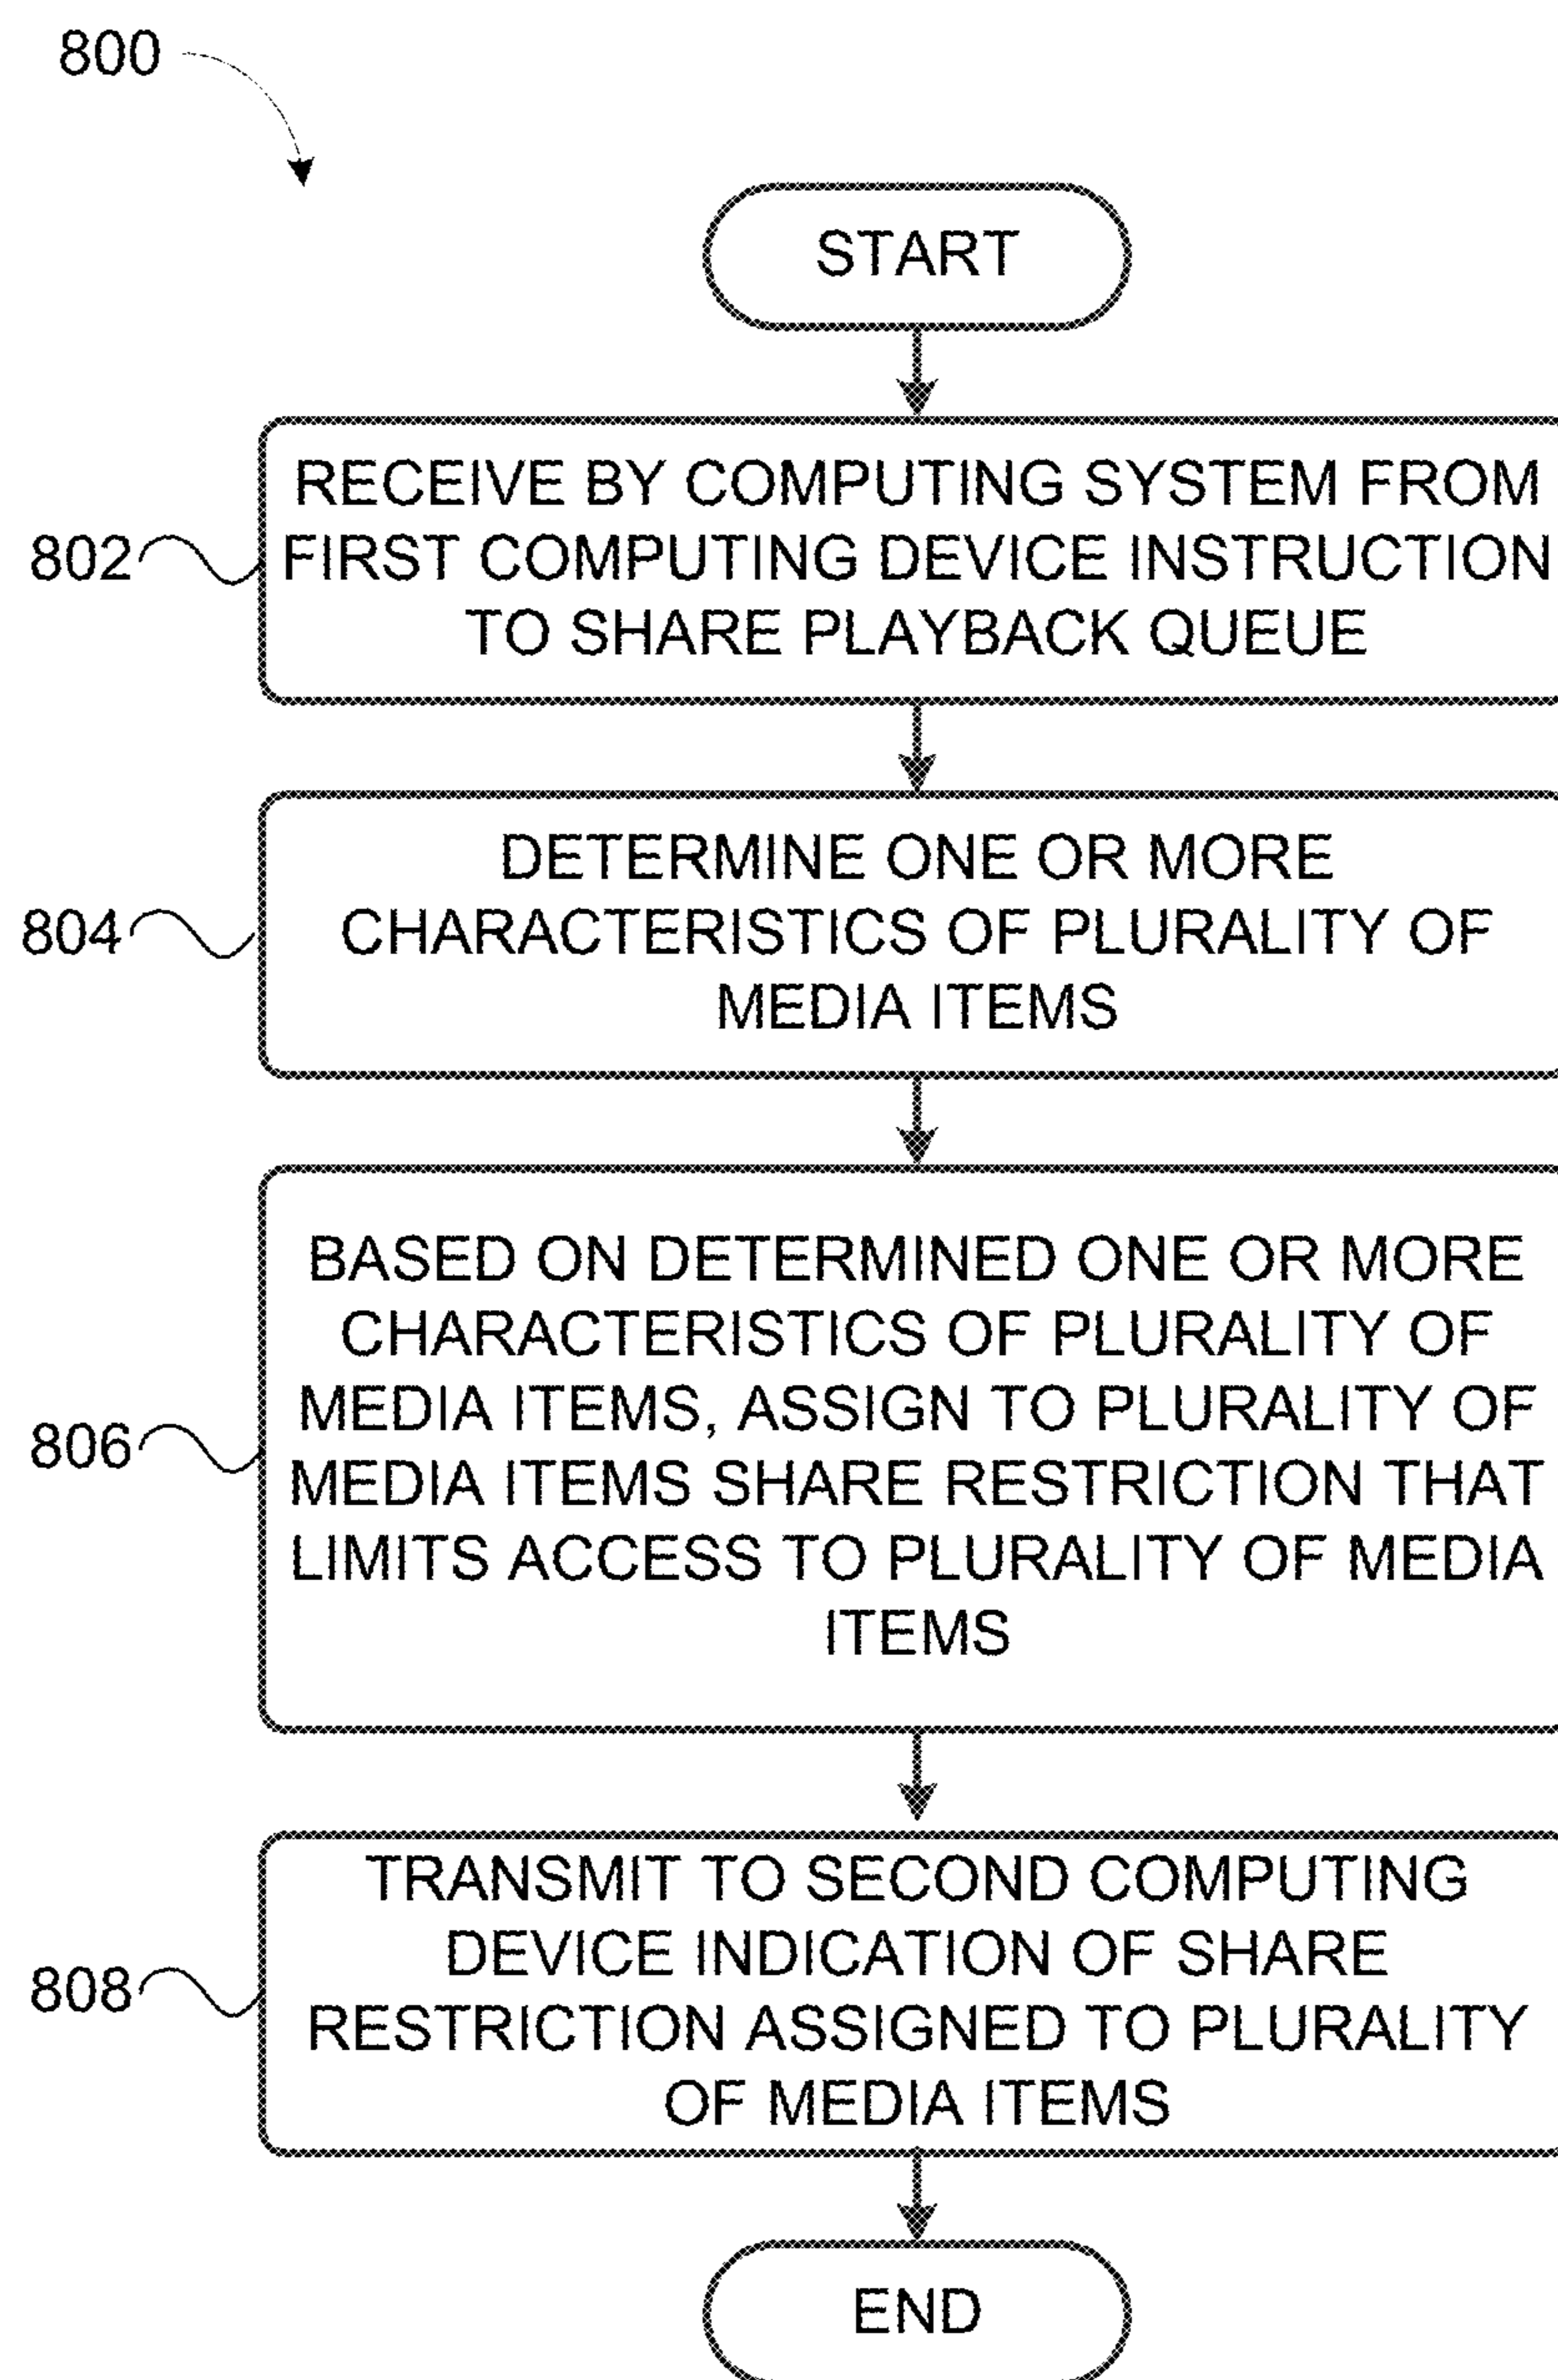 800
START
802
RECEIVE BY COMPUTING SYSTEM FROM
FIRST COMPUTING DEVICE INSTRUCTION
TO SHARE PLAYBACK QUEUE
804
DETERMINE ONE OR MORE
CHARACTERISTICS OF PLURALITY OF
MEDIA ITEMS
806
BASED ON DETERMINED ONE OR MORE
CHARACTERISTICS OF PLURALITY OF
MEDIA ITEMS, ASSIGN TO PLURALITY OF
MEDIA ITEMS SHARE RESTRICTION THAT
LIMITS ACCESS TO PLURALITY OF MEDIA
ITEMS
808
TRANSMIT TO SECOND COMPUTING
DEVICE INDICATION OF SHARE
RESTRICTION ASSIGNED TO PLURALITY
OF MEDIA ITEMS
END